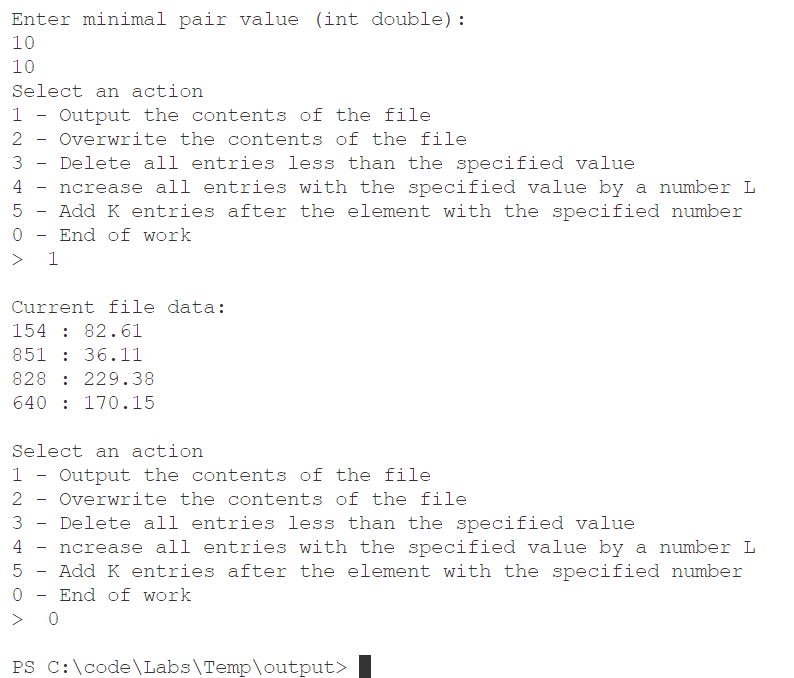 Enter minimal pair value (int double):
10
10
Select an action
1 - Output the contents of the file
2 - Overwrite the contents of the file
3 - Delete all entries less than the specified value
4 - ncrease all entries with the specified value by a number L
5 - Add K entries after the element with the specified number
0 - End of work
>  1
Current file data:
154 : 82.61
851 : 36.11
828 : 229.38
640 : 170.15
Select an action
1 - Output the contents of the file
2 - Overwrite the contents of the file
3 - Delete all entries less than the specified value
4 - ncrease all entries with the specified value by a number L
5 - Add K entries after the element with the specified number
0 - End of work
>  0
PS C:\code\Labs\Temp\output>